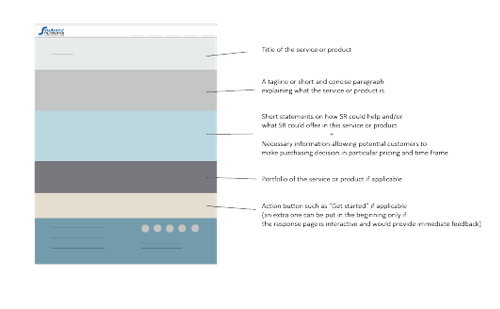 Title of the service or product
A tagline or short and concise paragraph
explaining what the service or product is
Short statements on how SR could help and/or
what SR could offer in this service or product
+
Necessary information allowing potential customers to
make purchasing decision in particular pricing and time frame
Portfolio of the service or product if applicable
Action button such as "Get started" if applicable
(an extra one can be put in the beginning only if
the response page is interactive and would provide immediate feedback)